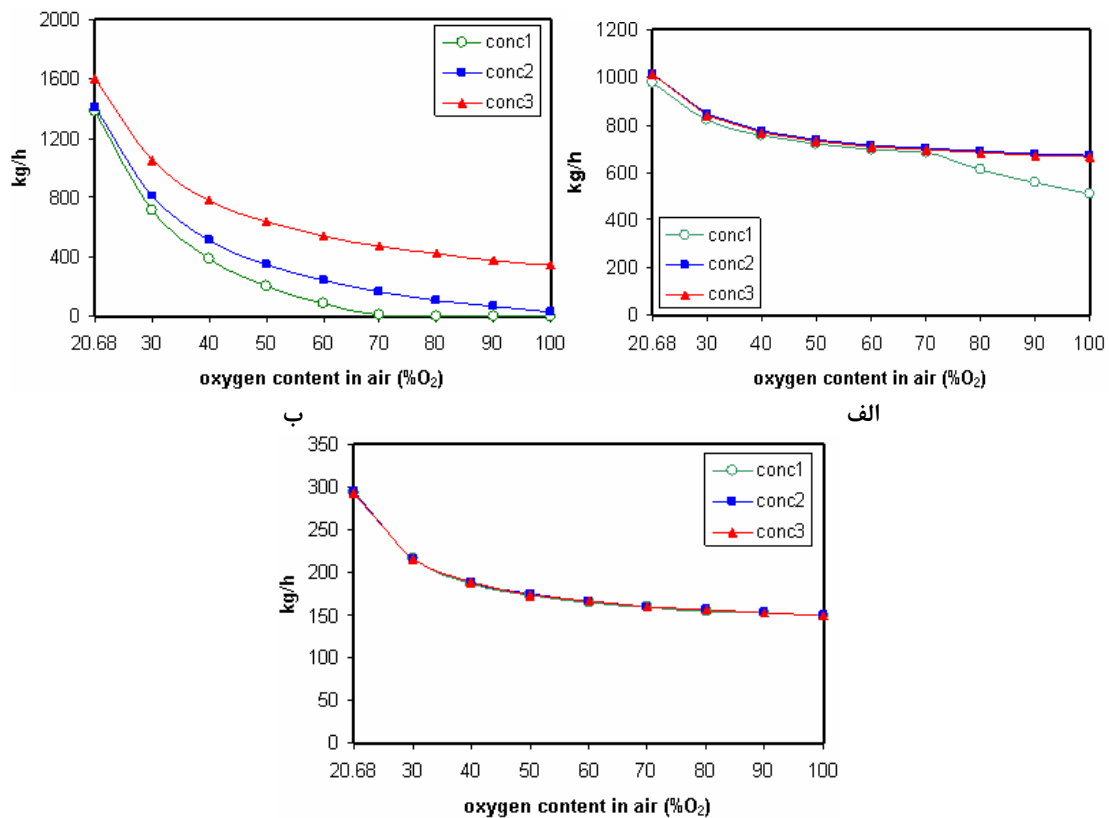 2000
1600
1200
800
400
0
kg/h
conc1
conc2
conc3
20.68 30 40 50 60 70 80 90 100
oxygen content in air (%O₂)
ب
1200
1000
800
600
400
200
0
kg/h
conc1
conc2
conc3
20.68 30 40 50 60 70 80 90 100
oxygen content in air (%O₂)
الف
350
300
250
200
150
100
50
0
kg/h
conc1
conc2
conc3
20.68 30 40 50 60 70 80 90 100
oxygen content in air (%O₂)